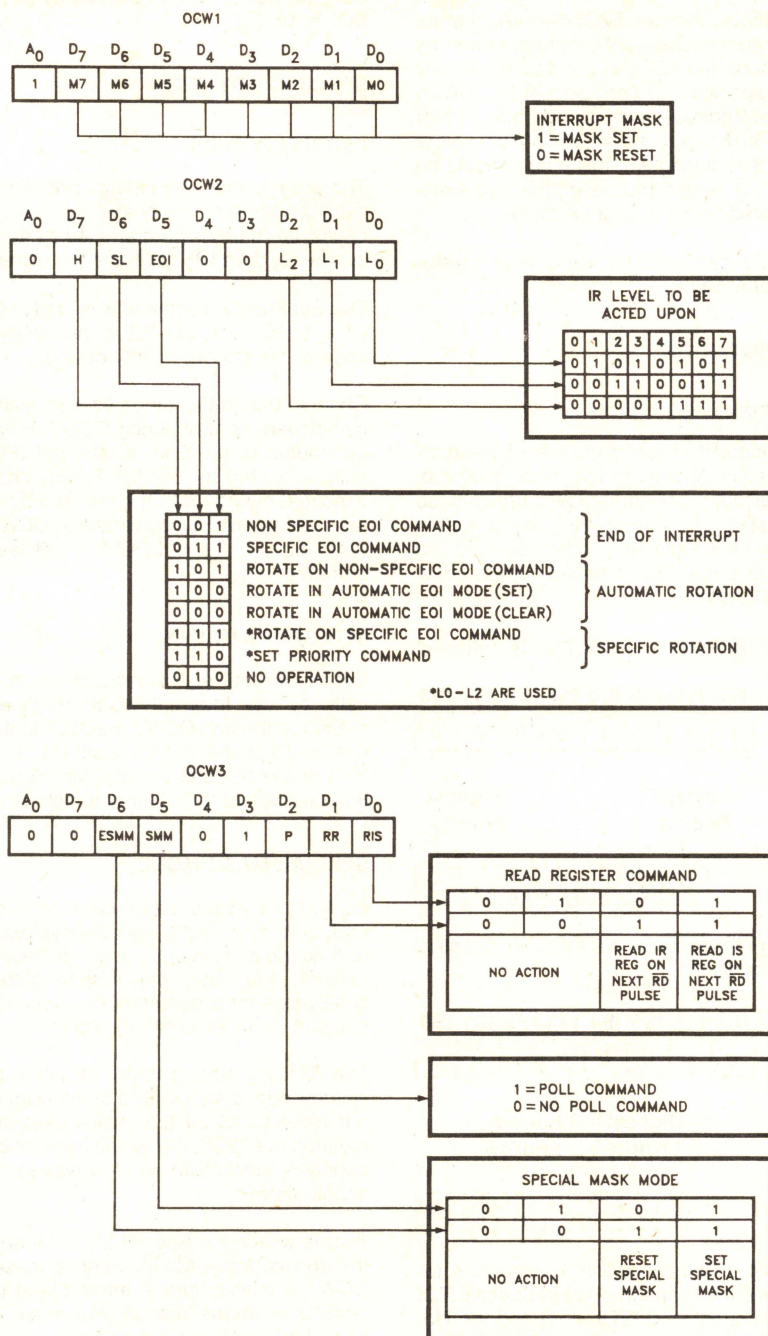 OCW1
A0 D7 D6 D5 D4 D3 D2 D1 D0
1 M7 M6 M5 M4 M3 M2 M1 M0
INTERRUPT MASK
1 = MASK SET
0 = MASK RESET
OCW2
A0 D7 D6 D5 D4 D3 D2 D1 D0
0 H SL EOI 0 0 L2 L1 L0
IR LEVEL TO BE
ACTED UPON
0 1 2 3 4 5 6 7
0 1 0 1 0 1 0 1
0 0 1 1 0 0 1 1
0 0 0 0 1 1 1 1
0 0 1 NON SPECIFIC EOI COMMAND
0 1 1 SPECIFIC EOI COMMAND
END OF INTERRUPT
1 0 1 ROTATE ON NON-SPECIFIC EOI COMMAND
1 0 0 ROTATE IN AUTOMATIC EOI MODE (SET)
0 0 0 ROTATE IN AUTOMATIC EOI MODE (CLEAR)
AUTOMATIC ROTATION
1 1 1 *ROTATE ON SPECIFIC EOI COMMAND
1 1 0 *SET PRIORITY COMMAND
SPECIFIC ROTATION
0 1 0 NO OPERATION
*L0-L2 ARE USED
OCW3
A0 D7 D6 D5 D4 D3 D2 D1 D0
0 0 ESMM SMM 0 1 P RR RIS
READ REGISTER COMMAND
0 1 0 1
0 0 1 1
NO ACTION
READ IR
REG ON
NEXT RD
PULSE
READ IS
REG ON
NEXT RD
PULSE
1 = POLL COMMAND
0 = NO POLL COMMAND
SPECIAL MASK MODE
0 1 0 1
0 0 1 1
NO ACTION
RESET
SPECIAL
MASK
SET
SPECIAL
MASK